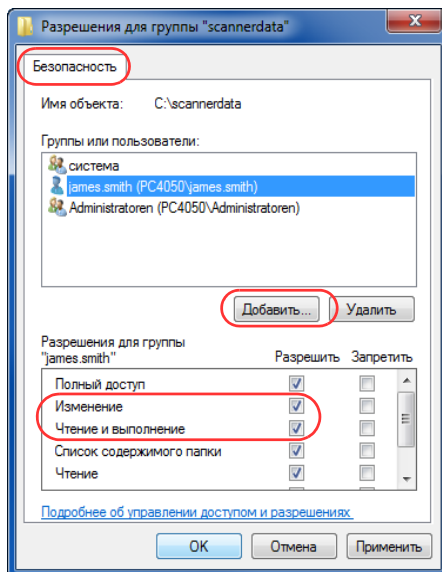 Разрешения для группы "scannerdata"
Безопасность
Имя объекта: C:\scannerdata
Группы или пользователи:
система
james.smith (PC4050\james.smith)
Administratoren (PC4050\Administratoren)
Добавить... Удалить
Разрешения для группы
"james.smith" Разрешить Запретить
Полный доступ
Изменение
Чтение и выполнение
Список содержимого папки
Чтение
Подробнее об управлении доступом и разрешениях
OK Отмена Применить